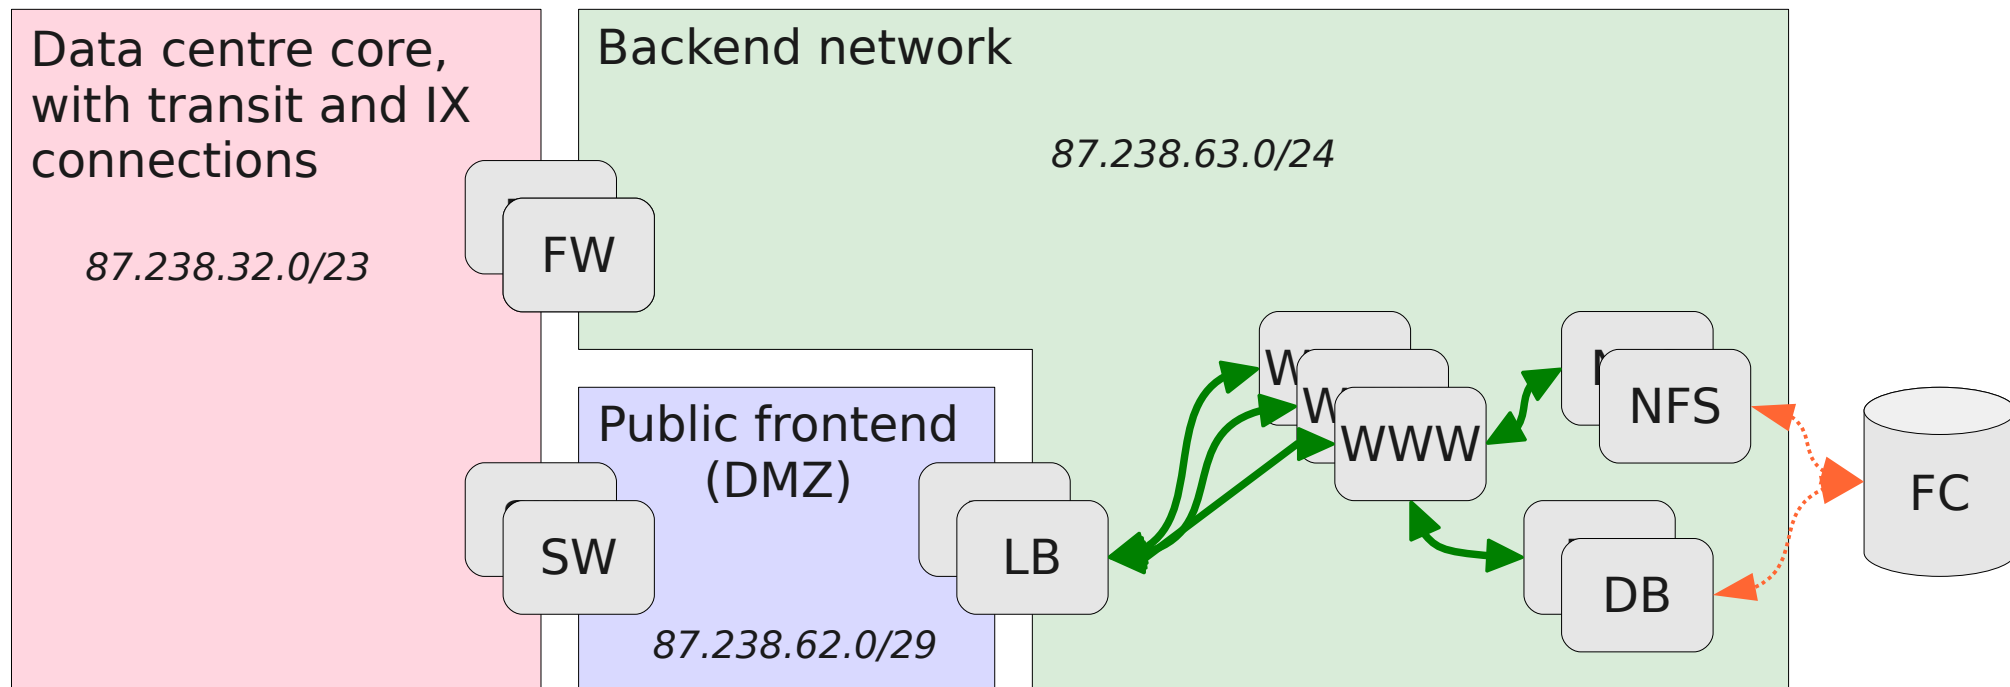 Data centre core,
with transit and IX
connections
87.238.32.0/23
Backend network
87.238.63.0/24
FW
Public frontend
(DMZ)
87.238.62.0/29
SW
LB
W
W
WWW
NFS
DB
FC